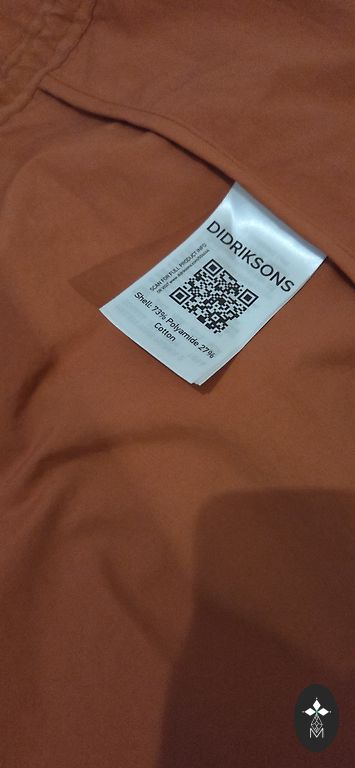 DIDRIKSONS
SCAN FOR FULL PRODUCT INFO
Shell: 73% Polyamide 27%
Cotton
M